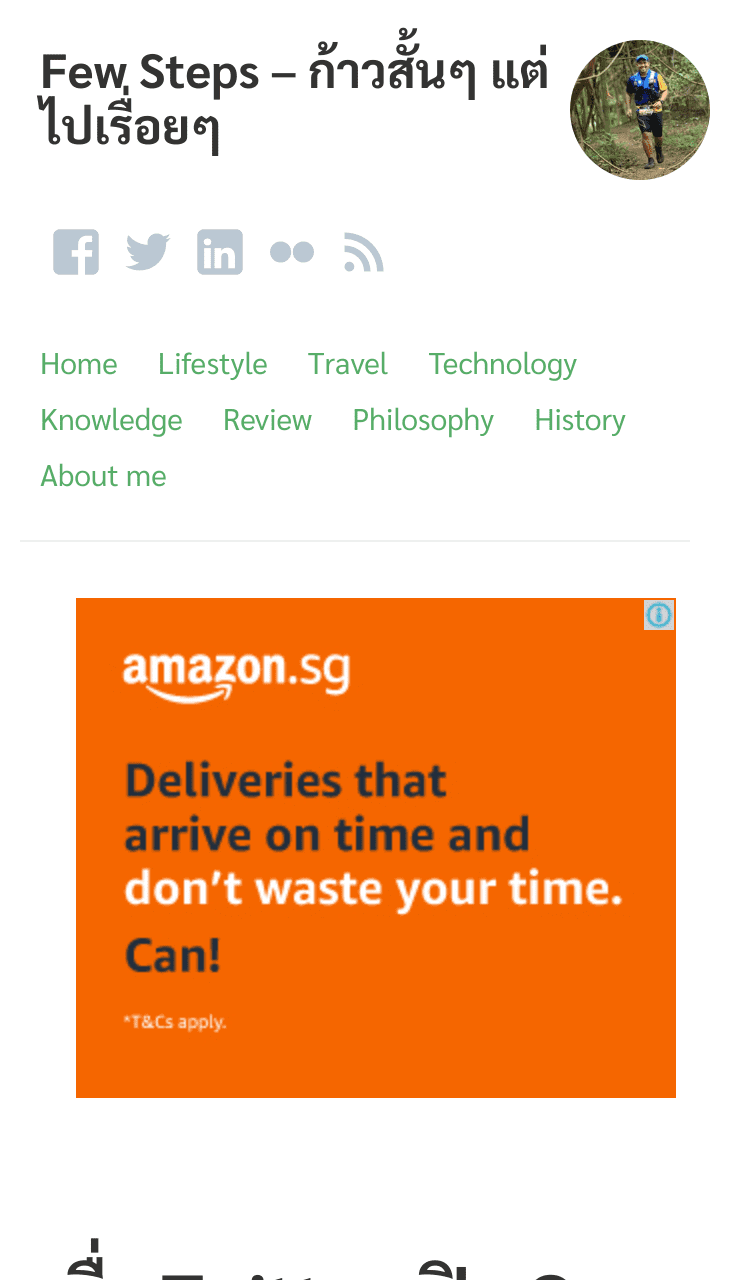 Few Steps – ก้าวสั้นๆ แต่
ไปเรื่อยๆ
Home Lifestyle Travel Technology
Knowledge Review Philosophy History
About me
amazon.sg
Deliveries that
arrive on time and
don't waste your time.
Can!
*T&Cs apply.